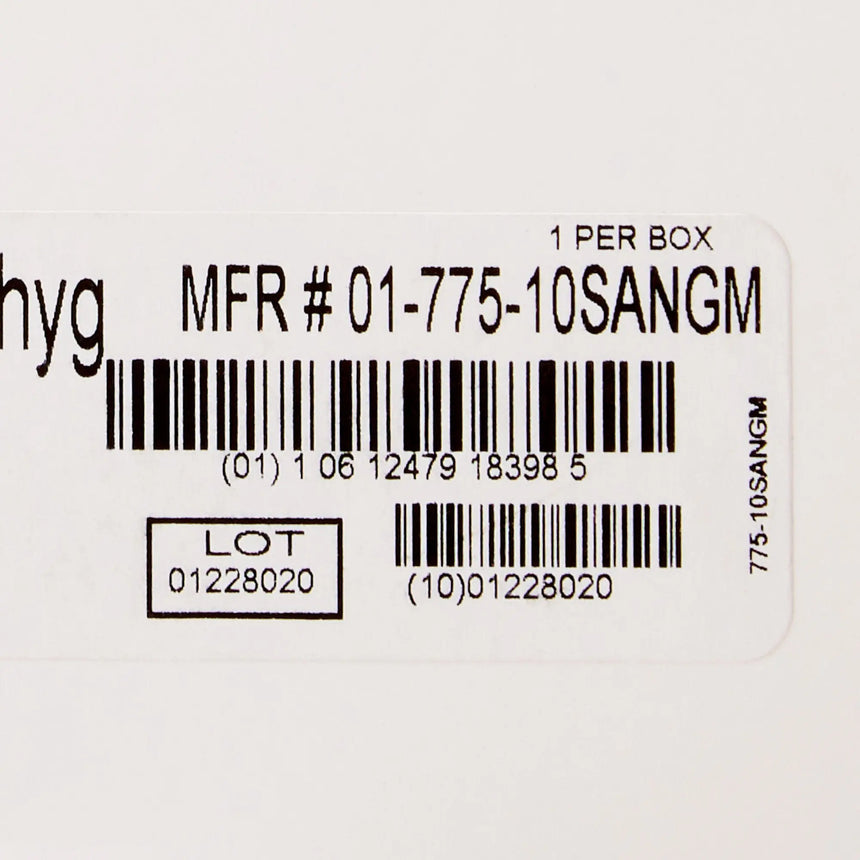 1 PER BOX
hyg MFR # 01-775-10SANGM
(01) 1 06 12479 18398 5
LOT
01228020
(10)01228020
775-10SANGM